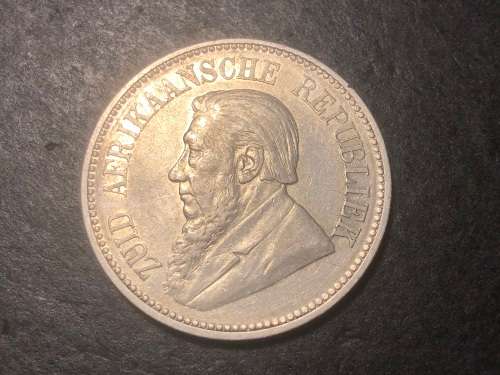 ZUID AFRIKAANSCHE REPUBLIEK